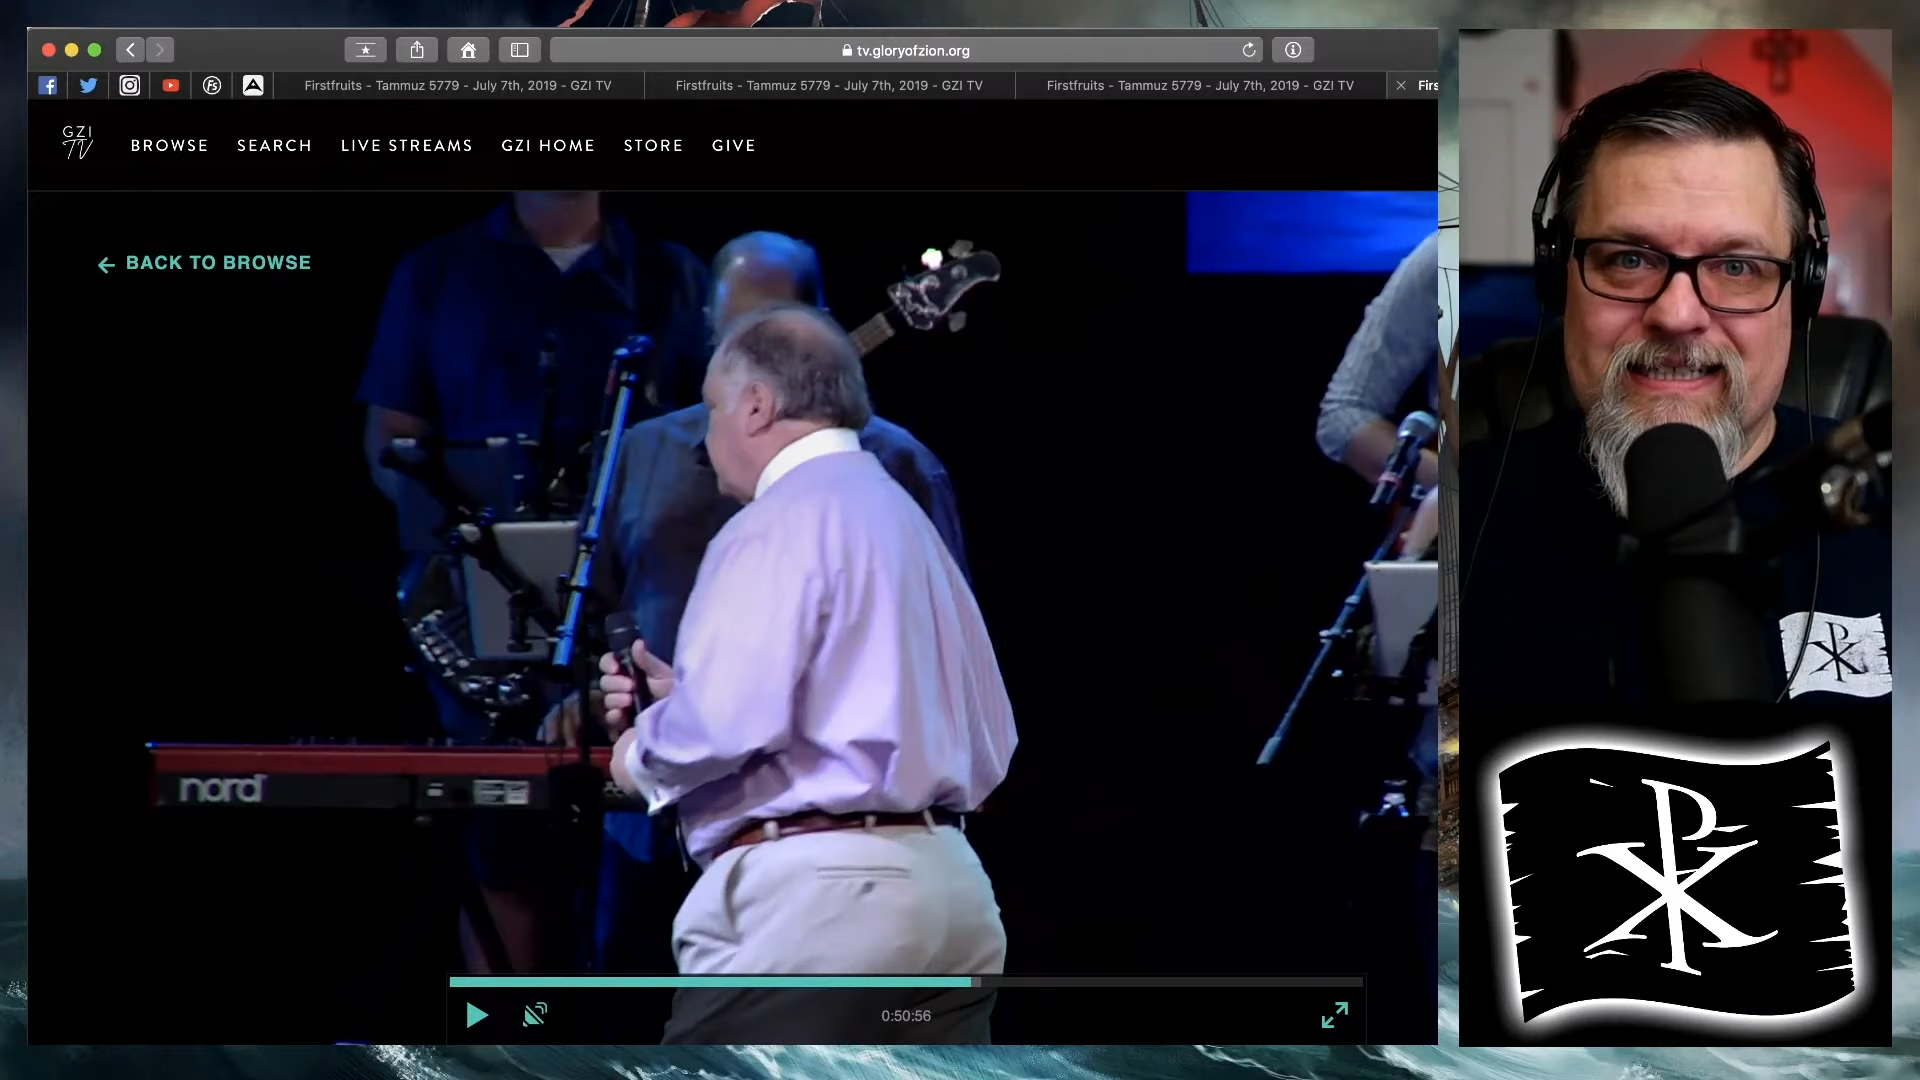 tv.gloryofzion.org
Firstfruits - Tammuz 5779 - July 7th, 2019 - GZI TV
Firstfruits - Tammuz 5779 - July 7th, 2019 - GZI TV
Firstfruits - Tammuz 5779 - July 7th, 2019 - GZI TV
Firs
GZI
TV
BROWSE
SEARCH
LIVE STREAMS
GZI HOME
STORE
GIVE
BACK TO BROWSE
nord
0:50:56